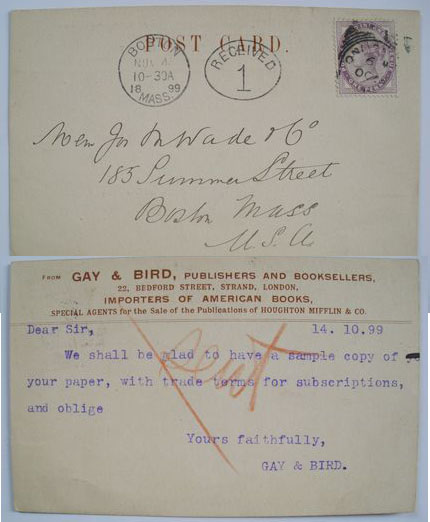 POST CARD.
BOSTON
NOV 4
10-30A
18 99
MASS.
RECEIVED
1
LONDON
Messrs Jos M Wade & Co
185 Summer Street
Boston Mass
U.S.A
FROM GAY & BIRD, PUBLISHERS AND BOOKSELLERS,
22, BEDFORD STREET, STRAND, LONDON,
IMPORTERS OF AMERICAN BOOKS,
SPECIAL AGENTS for the Sale of the Publications of HOUGHTON MIFFLIN & CO.
Dear Sir, 14. 10.99
We shall be glad to have a sample copy of
your paper, with trade terms for subscriptions,
and oblige
sent
Yours faithfully,
GAY & BIRD.